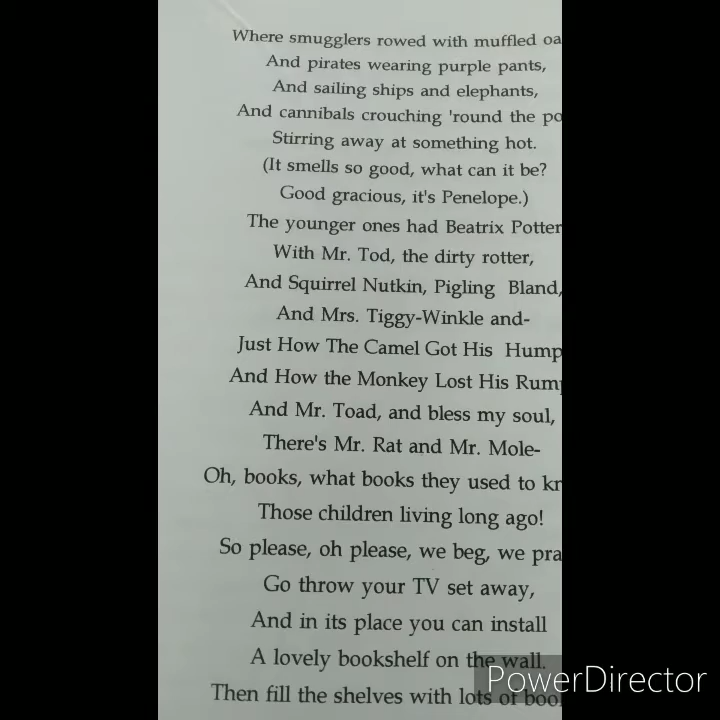 Where smugglers rowed with muffled
And pirates wearing purple pants,
And sailing ships and elephants,
And cannibals crouching 'round the
Stirring away at something hot.
(It smells so good, what can it be?
Good gracious, it's Penelope.)
The younger ones had Beatrix Potter
With Mr. Tod, the dirty rotter,
And Squirrel Nutkin, Pigling Bland,
And Mrs. Tiggy-Winkle and-
Just How The Camel Got His Hump
And How the Monkey Lost His
And Mr. Toad, and bless my soul,
There's Mr. Rat and Mr. Mole-
Oh, books, what books they used to
Those children living long ago!
So please, oh please, we beg, we
Go throw your TV set away,
And in its place you can install
A lovely bookshelf on the wall.
Then fill the shelves with lots of
PowerDirector